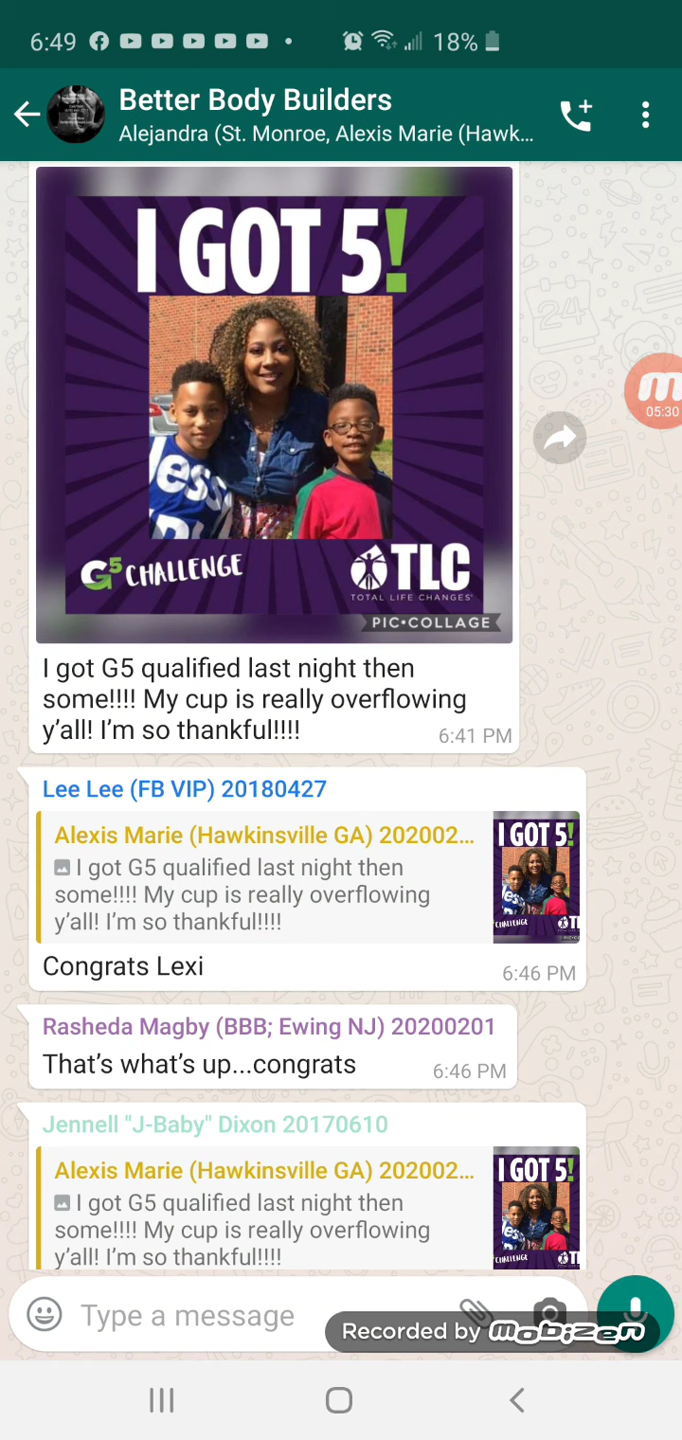 6:49
18%
Better Body Builders
Alejandra (St. Monroe, Alexis Marie (Hawk...
I GOT 5!
G5 CHALLENGE
TLC
TOTAL LIFE CHANGES
PIC•COLLAGE
05:30
I got G5 qualified last night then
some!!!! My cup is really overflowing
y'all! I'm so thankful!!!!
6:41 PM
Lee Lee (FB VIP) 20180427
Alexis Marie (Hawkinsville GA) 202002...
I got G5 qualified last night then
some!!!! My cup is really overflowing
y'all! I'm so thankful!!!!
I GOT 5!
CHALLENGE
Congrats Lexi
6:46 PM
Rasheda Magby (BBB; Ewing NJ) 20200201
That's what's up...congrats
6:46 PM
Jennell "J-Baby" Dixon 20170610
Alexis Marie (Hawkinsville GA) 202002...
I got G5 qualified last night then
some!!!! My cup is really overflowing
y'all! I'm so thankful!!!!
I GOT 5!
CHALLENGE
Type a message
Recorded by mobizen